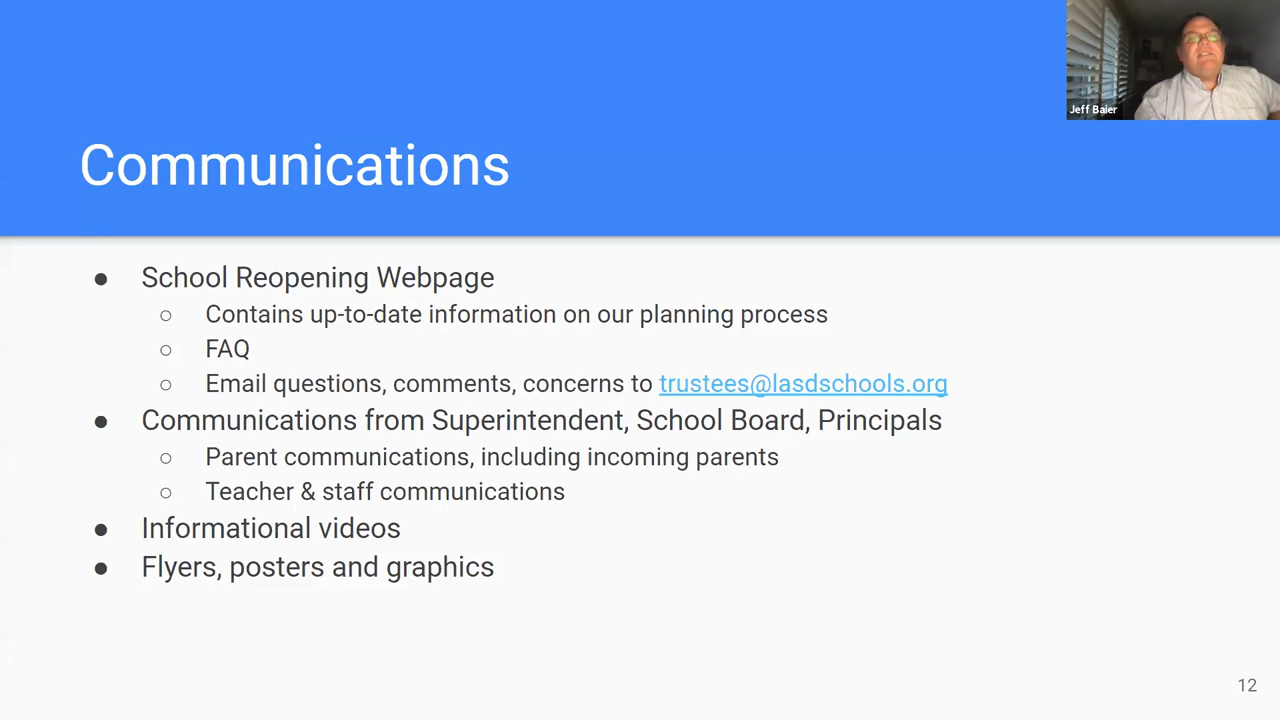 Jeff Baier
Communications
● School Reopening Webpage
○ Contains up-to-date information on our planning process
○ FAQ
○ Email questions, comments, concerns to trustees@lasdschools.org
● Communications from Superintendent, School Board, Principals
○ Parent communications, including incoming parents
○ Teacher & staff communications
● Informational videos
● Flyers, posters and graphics
12